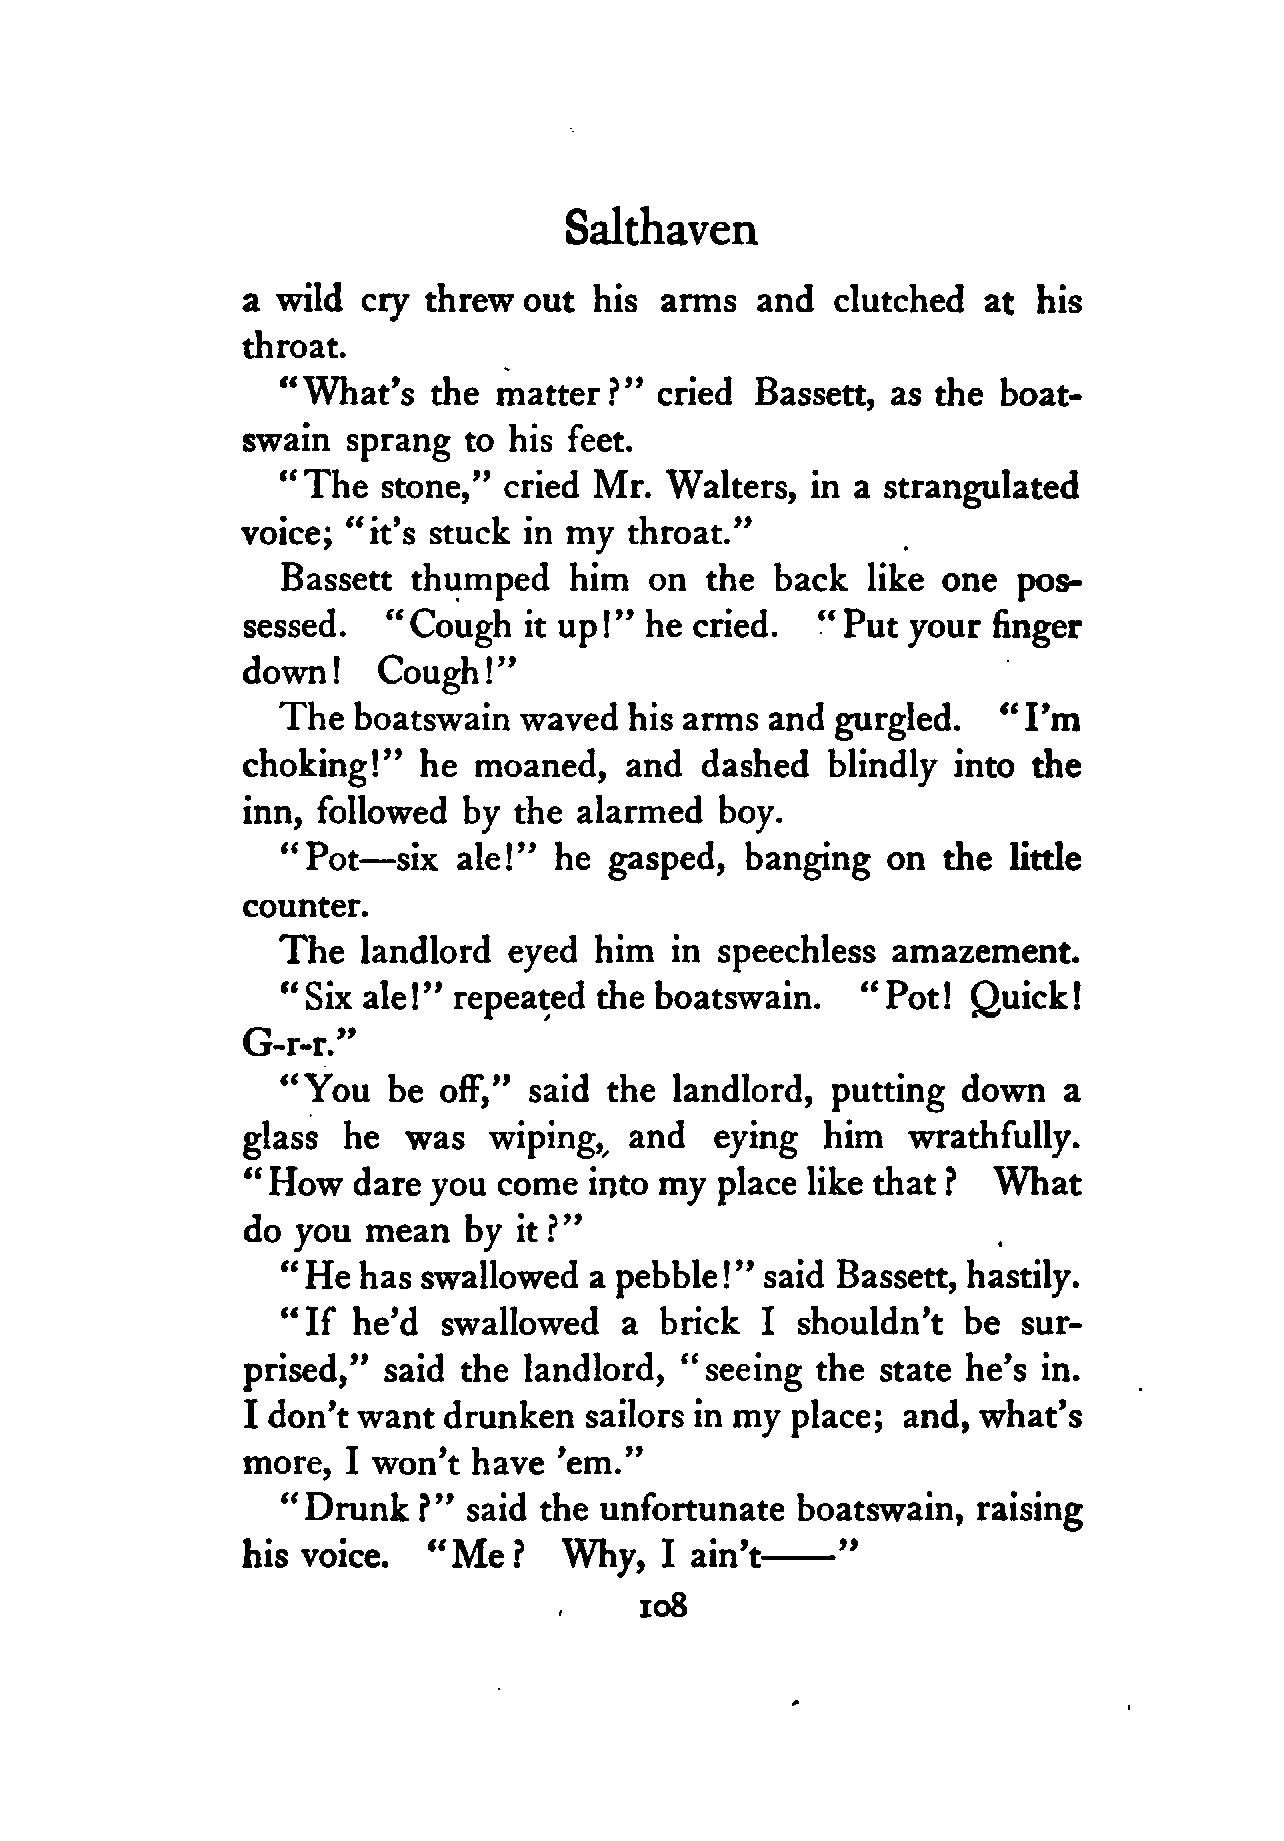 Salthaven
a wild cry threw out his arms and clutched at his
throat.
"What's the matter?" cried Bassett, as the boat-
swain sprang to his feet.
"The stone," cried Mr. Walters, in a strangulated
voice; "it's stuck in my throat."
Bassett thumped him on the back like one pos-
sessed. "Cough it up!" he cried. "Put your finger
down! Cough!"
The boatswain waved his arms and gurgled. "I'm
choking!" he moaned, and dashed blindly into the
inn, followed by the alarmed boy.
"Pot—six ale!" he gasped, banging on the little
counter.
The landlord eyed him in speechless amazement.
"Six ale!" repeated the boatswain. "Pot! Quick!
G-r-r."
"You be off," said the landlord, putting down a
glass he was wiping, and eying him wrathfully.
"How dare you come into my place like that? What
do you mean by it?"
"He has swallowed a pebble!" said Bassett, hastily.
"If he'd swallowed a brick I shouldn't be sur-
prised," said the landlord, "seeing the state he's in.
I don't want drunken sailors in my place; and, what's
more, I won't have 'em."
"Drunk?" said the unfortunate boatswain, raising
his voice. "Me? Why, I ain't——"
108